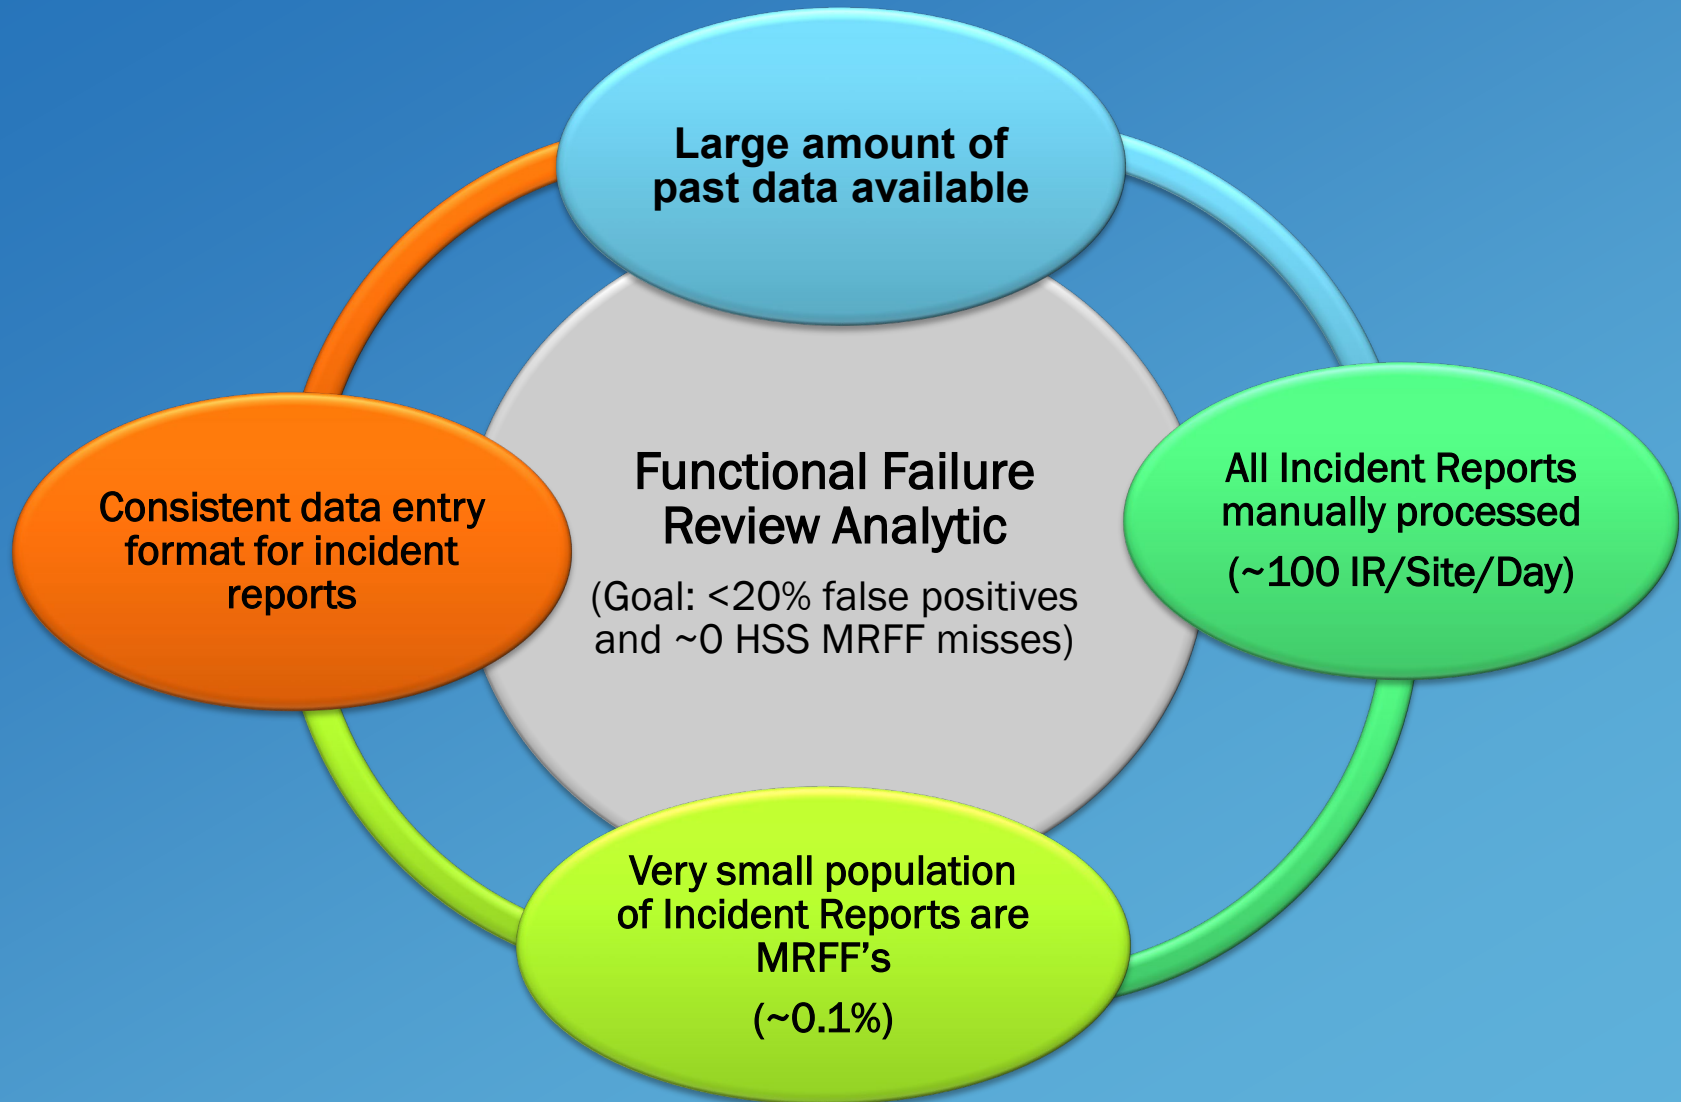 Large amount of
past data available
Consistent data entry
format for incident
reports
Functional Failure
Review Analytic
(Goal: <20% false positives
and ~0 HSS MRFF misses)
All Incident Reports
manually processed
(~100 IR/Site/Day)
Very small population
of Incident Reports are
MRFF’s
(~0.1%)